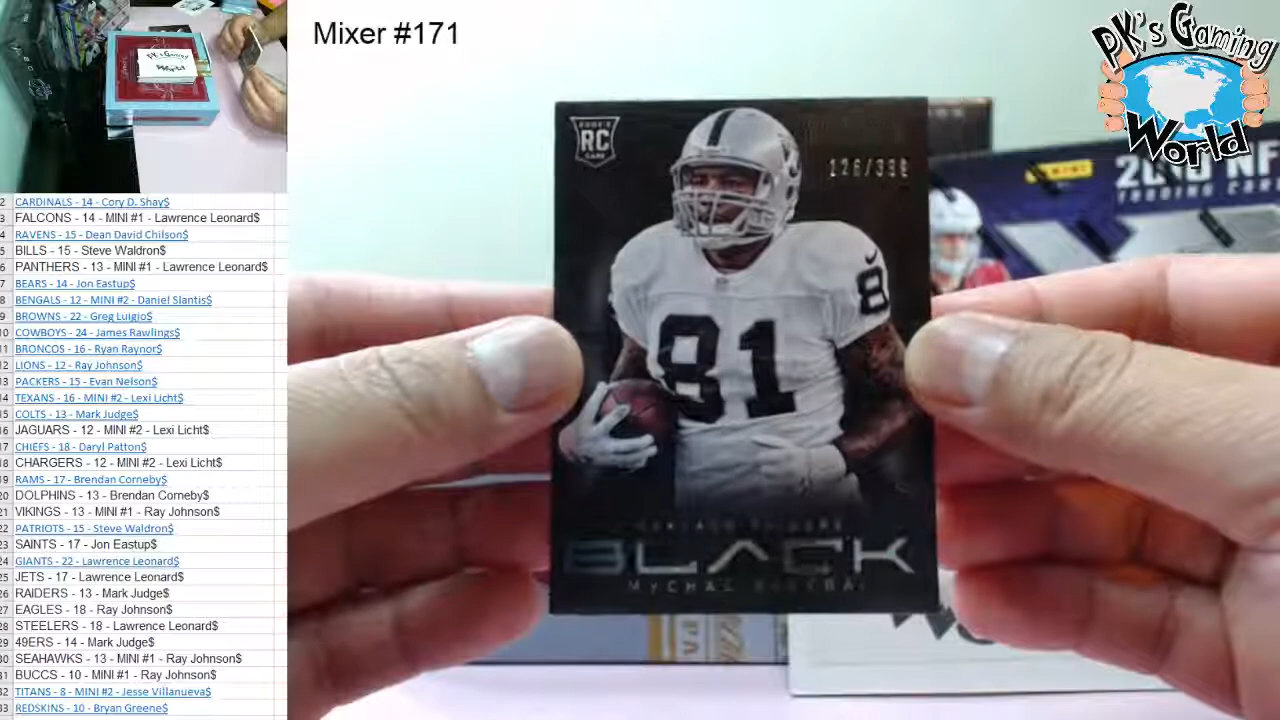 Mixer #171
PK's Gaming
World
PK's Gaming
World
2 CARDINALS - 14 - Cory D. Shay$
3 FALCONS - 14 - MINI #1 - Lawrence Leonard$
4 RAVENS - 15 - Dean David Chilson$
5 BILLS - 15 - Steve Waldron$
6 PANTHERS - 13 - MINI #1 - Lawrence Leonard$
7 BEARS - 14 - Jon Eastup$
8 BENGALS - 12 - MINI #2 - Daniel Slantis$
9 BROWNS - 22 - Greg Luigio$
10 COWBOYS - 24 - James Rawlings$
11 BRONCOS - 16 - Ryan Raynor$
12 LIONS - 12 - Ray Johnson$
13 PACKERS - 15 - Evan Nelson$
14 TEXANS - 16 - MINI #2 - Lexi Licht$
15 COLTS - 13 - Mark Judge$
16 JAGUARS - 12 - MINI #2 - Lexi Licht$
17 CHIEFS - 18 - Daryl Patton$
18 CHARGERS - 12 - MINI #2 - Lexi Licht$
19 RAMS - 17 - Brendan Corneby$
20 DOLPHINS - 13 - Brendan Corneby$
21 VIKINGS - 13 - MINI #1 - Ray Johnson$
22 PATRIOTS - 15 - Steve Waldron$
23 SAINTS - 17 - Jon Eastup$
24 GIANTS - 22 - Lawrence Leonard$
25 JETS - 17 - Lawrence Leonard$
26 RAIDERS - 13 - Mark Judge$
27 EAGLES - 18 - Ray Johnson$
28 STEELERS - 18 - Lawrence Leonard$
29 49ERS - 14 - Mark Judge$
30 SEAHAWKS - 13 - MINI #1 - Ray Johnson$
31 BUCCS - 10 - MINI #1 - Ray Johnson$
32 TITANS - 8 - MINI #2 - Jesse Villanueva$
33 REDSKINS - 10 - Bryan Greene$
RC
CARD
81
8
BLACK
MYCHAL
PANINI
TRADING